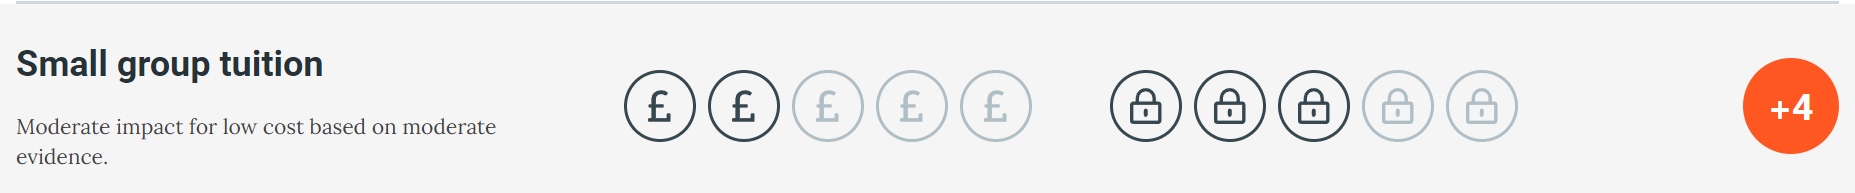 Small group tuition
£ £ £ £ £
+4
Moderate impact for low cost based on moderate
evidence.